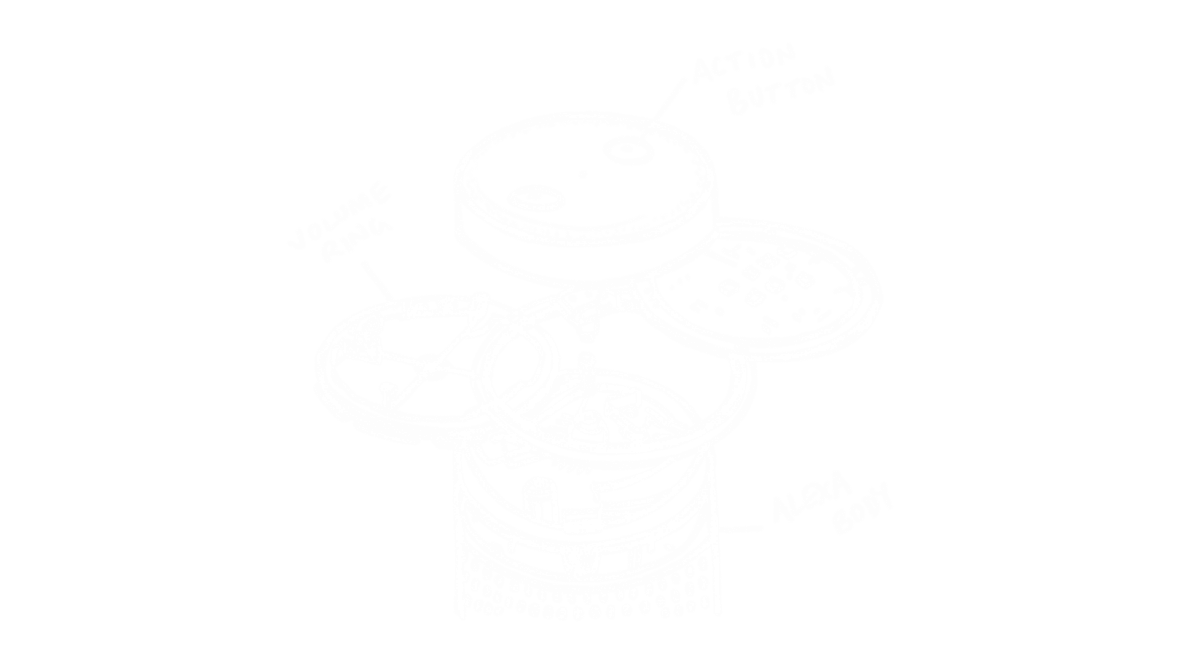 ACTION
BUTTON
VOLUME
RING
ALEXA
BODY